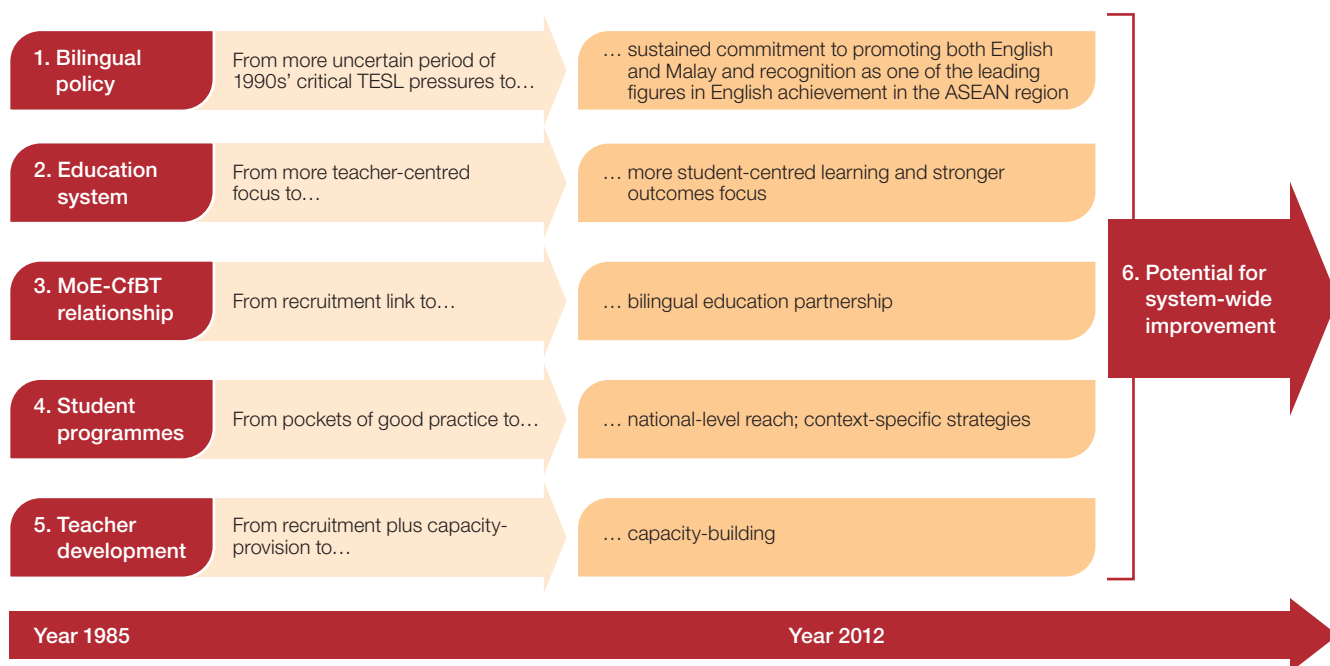 1. Bilingual
policy
From more uncertain period of
1990s' critical TESL pressures to…
… sustained commitment to promoting both English
and Malay and recognition as one of the leading
figures in English achievement in the ASEAN region
2. Education
system
From more teacher-centred
focus to…
… more student-centred learning and stronger
outcomes focus
3. MoE-CfBT
relationship
From recruitment link to…
… bilingual education partnership
4. Student
programmes
From pockets of good practice to…
… national-level reach; context-specific strategies
5. Teacher
development
From recruitment plus capacity-
provision to…
… capacity-building
6. Potential for
system-wide
improvement
Year 1985
Year 2012